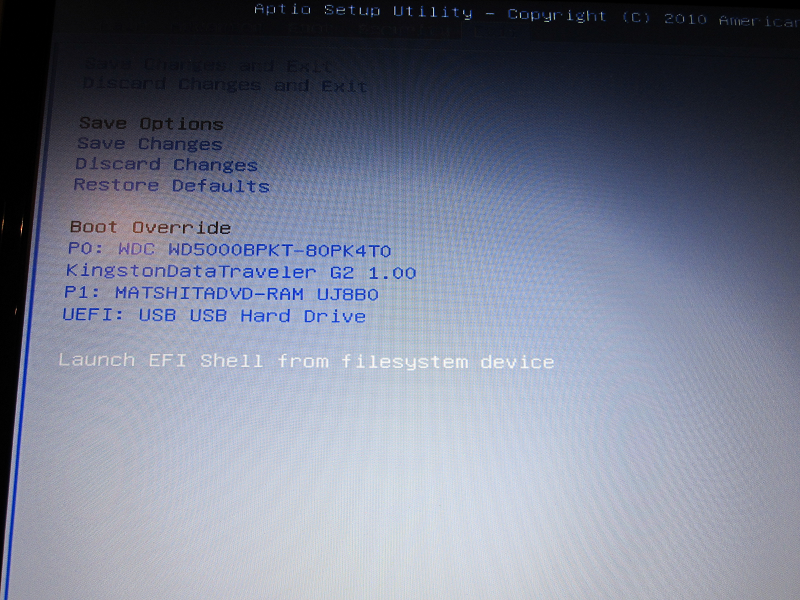 Aptio Setup Utility - Copyright (C) 2010 American
Save Changes and Exit
Discard Changes and Exit
Save Options
Save Changes
Discard Changes
Restore Defaults
Boot Override
P0: WDC WD5000BPKT-80PK4T0
KingstonDataTraveler G2 1.00
P1: MATSHITADVD-RAM UJ8B0
UEFI: USB USB Hard Drive
Launch EFI Shell from filesystem device